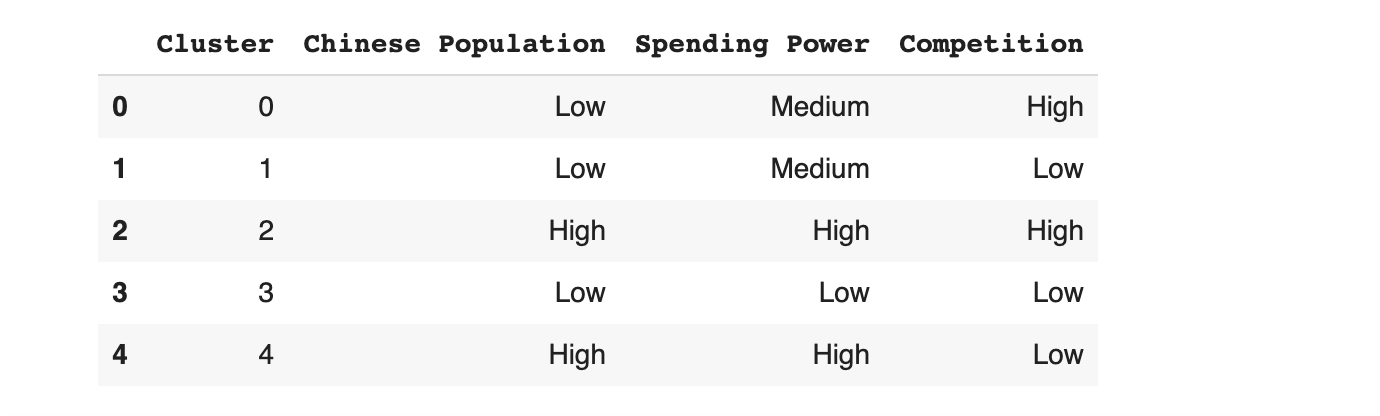 Cluster Chinese Population Spending Power Competition
0 0 Low Medium High
1 1 Low Medium Low
2 2 High High High
3 3 Low Low Low
4 4 High High Low